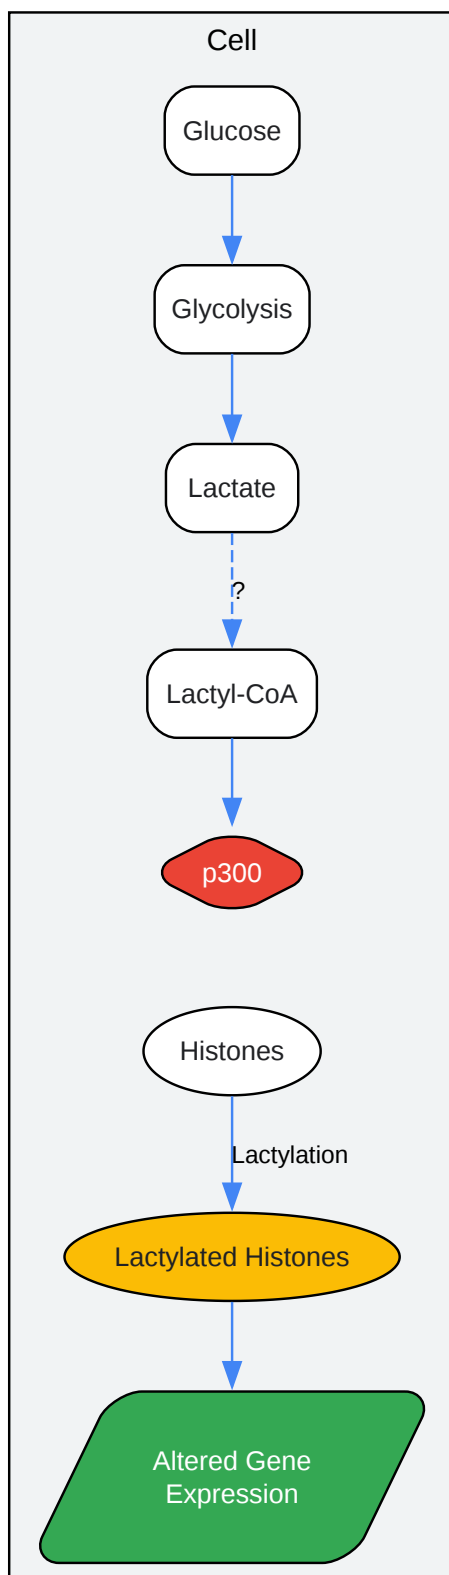 Cell
Glucose
Glycolysis
Lactate
?
Lactyl-CoA
p300
Histones
Lactylation
Lactylated Histones
Altered Gene
Expression